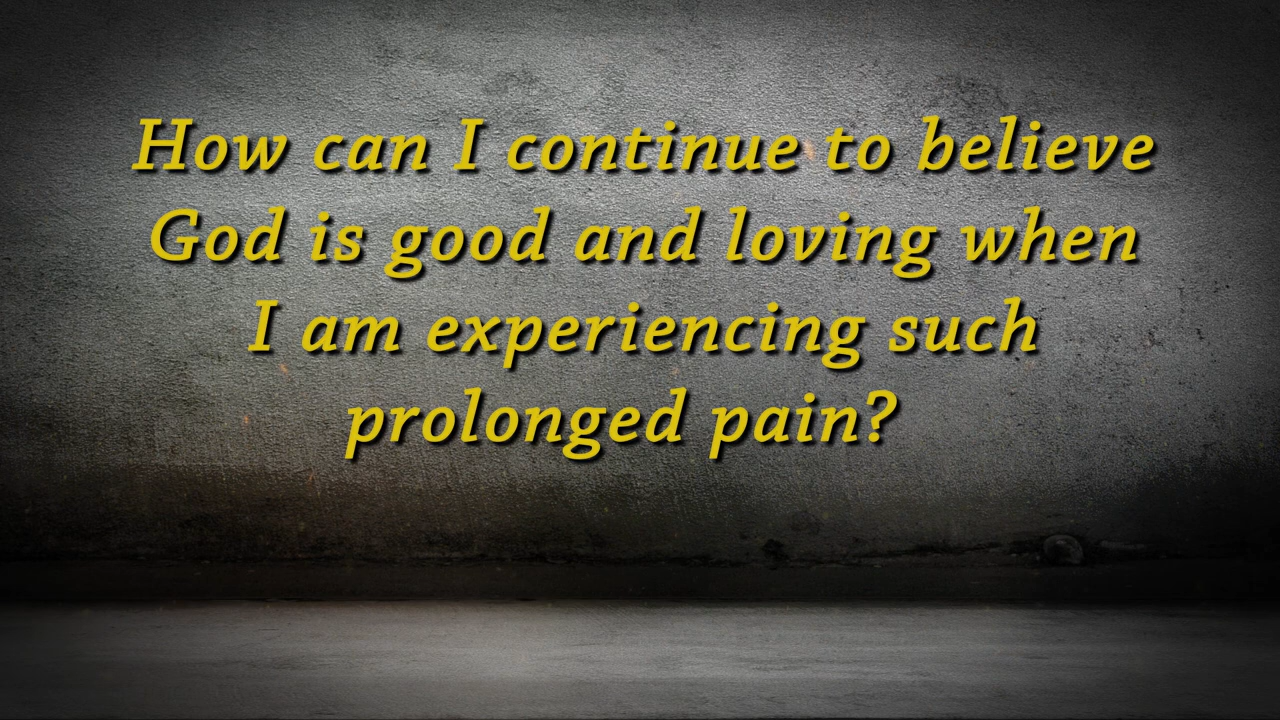 How can I continue to believe
God is good and loving when
I am experiencing such
prolonged pain?